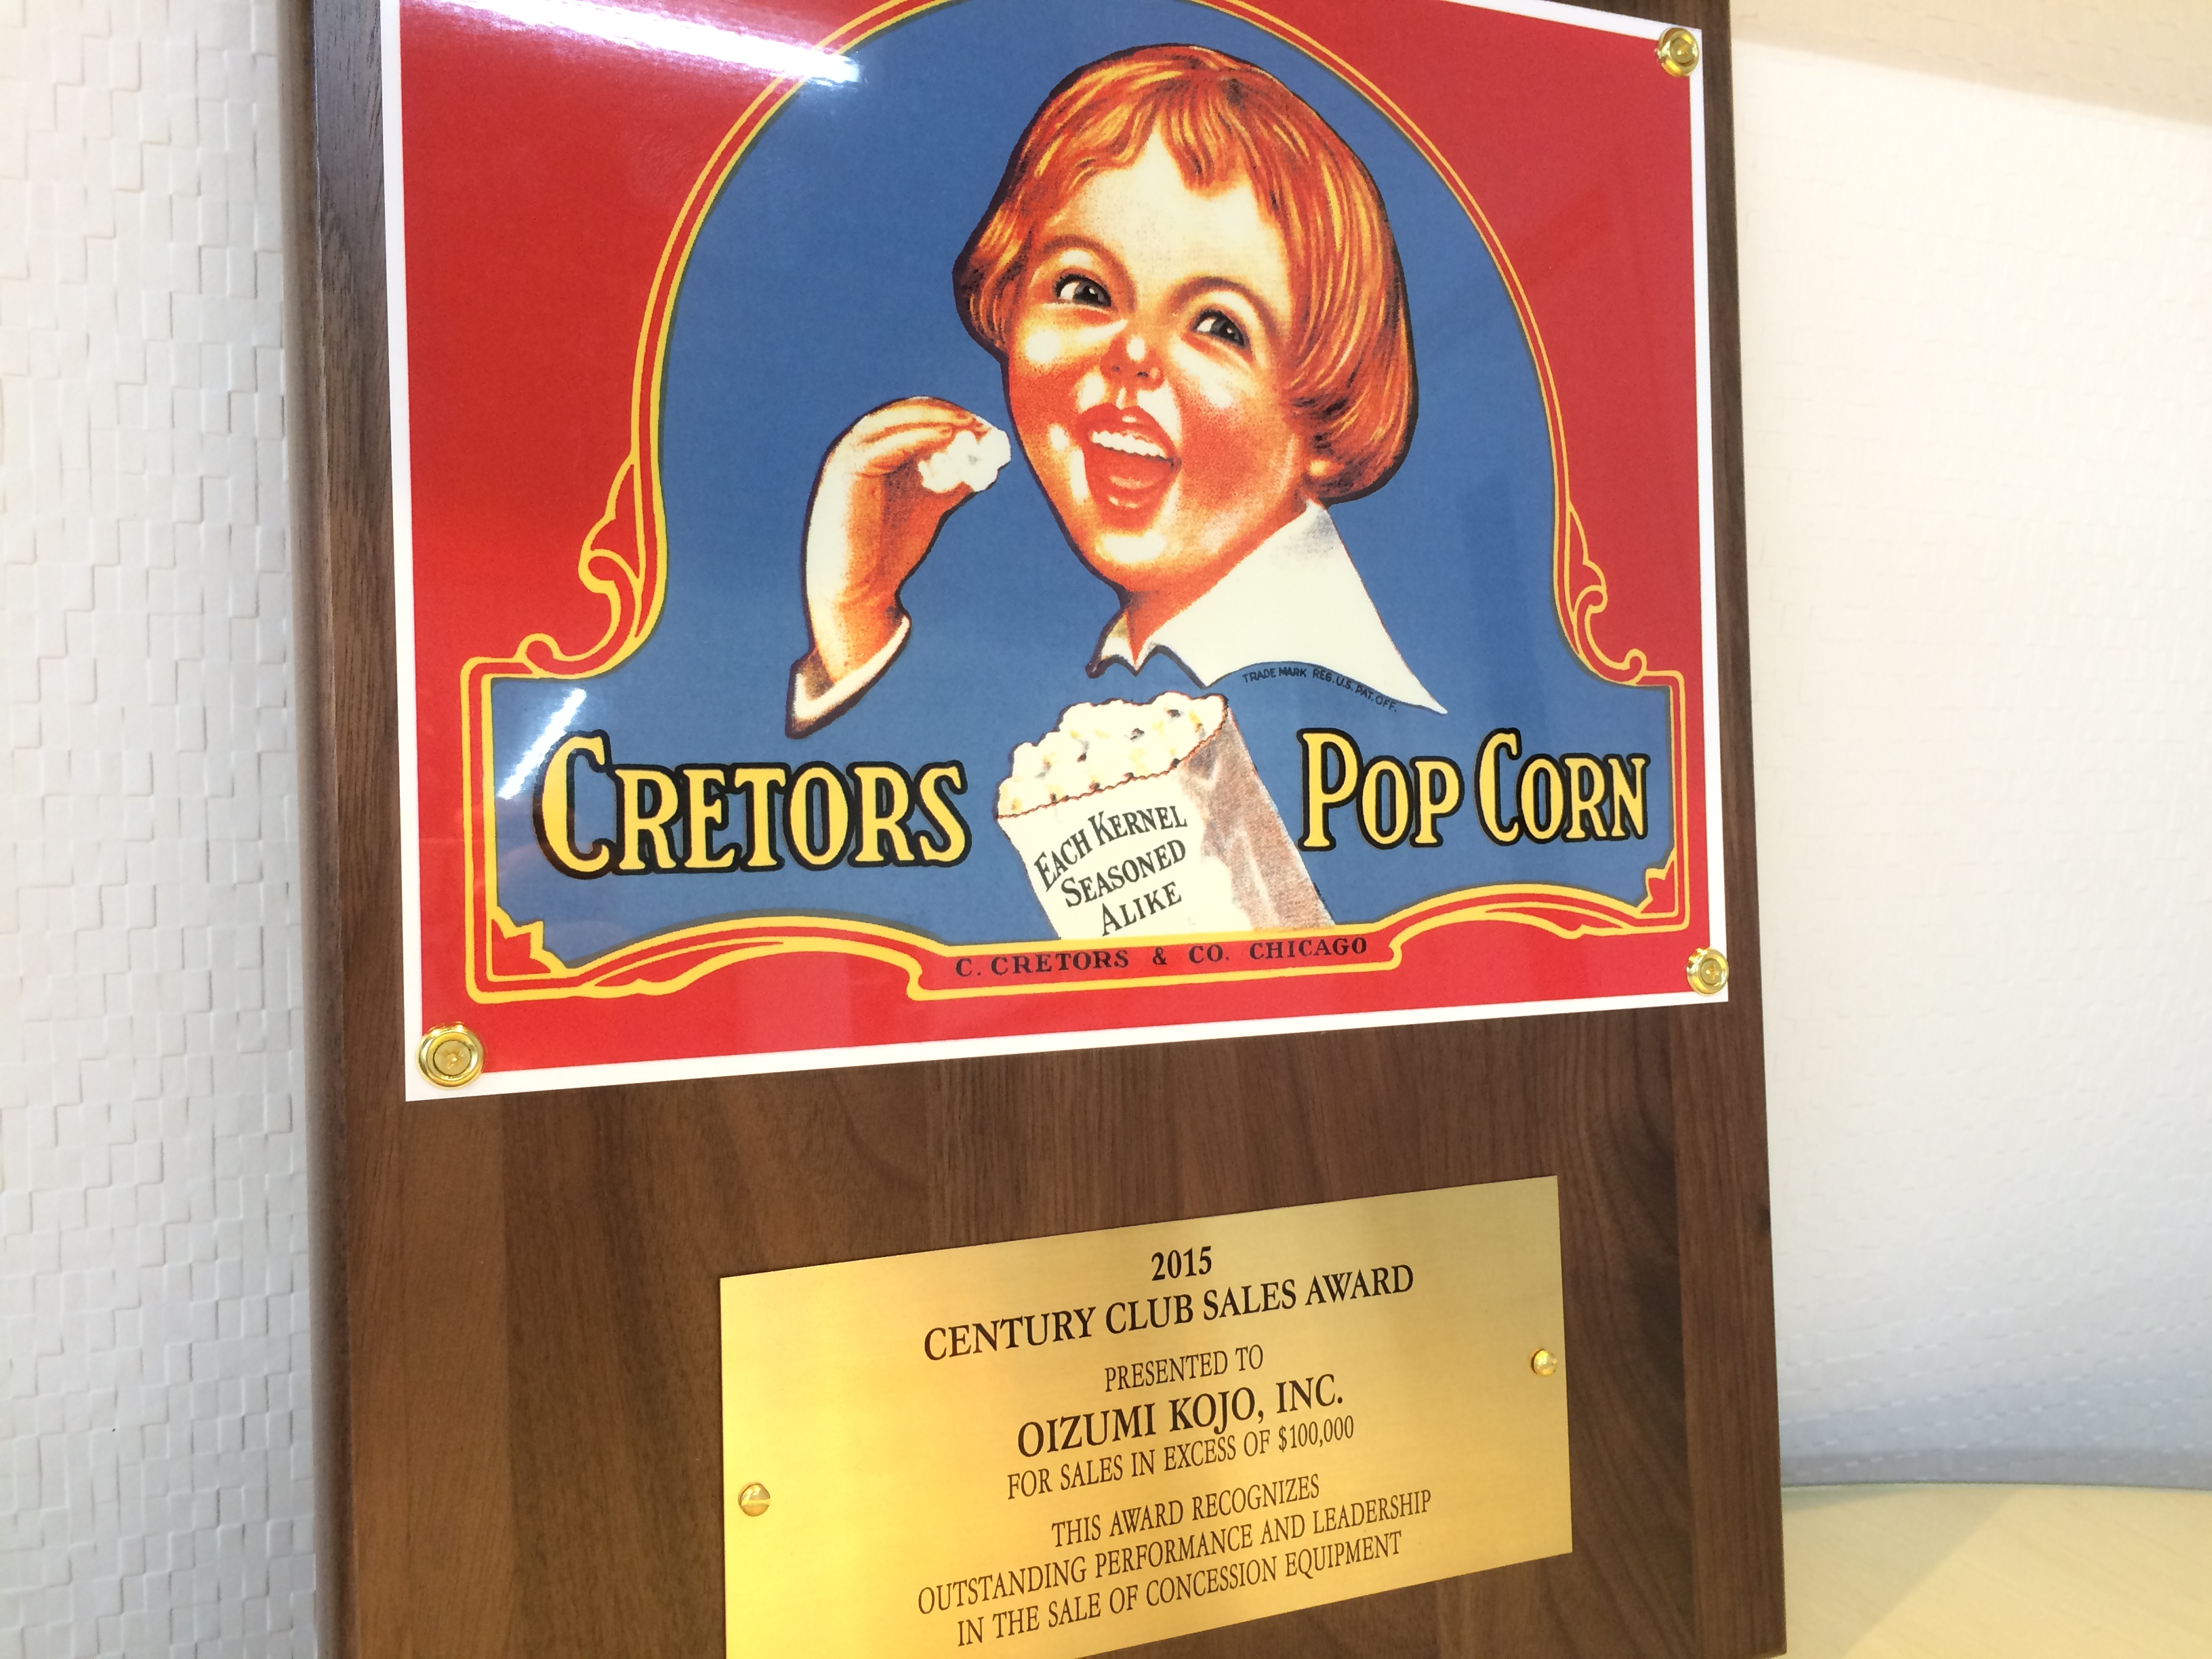 TRADE MARK REG. U.S. PAT. OFF.
CRETORS POP CORN
EACH KERNEL
SEASONED
ALIKE
C. CRETORS & CO. CHICAGO
2015
CENTURY CLUB SALES AWARD
PRESENTED TO
OIZUMI KOJO, INC.
FOR SALES IN EXCESS OF $100,000
THIS AWARD RECOGNIZES
OUTSTANDING PERFORMANCE AND LEADERSHIP
IN THE SALE OF CONCESSION EQUIPMENT